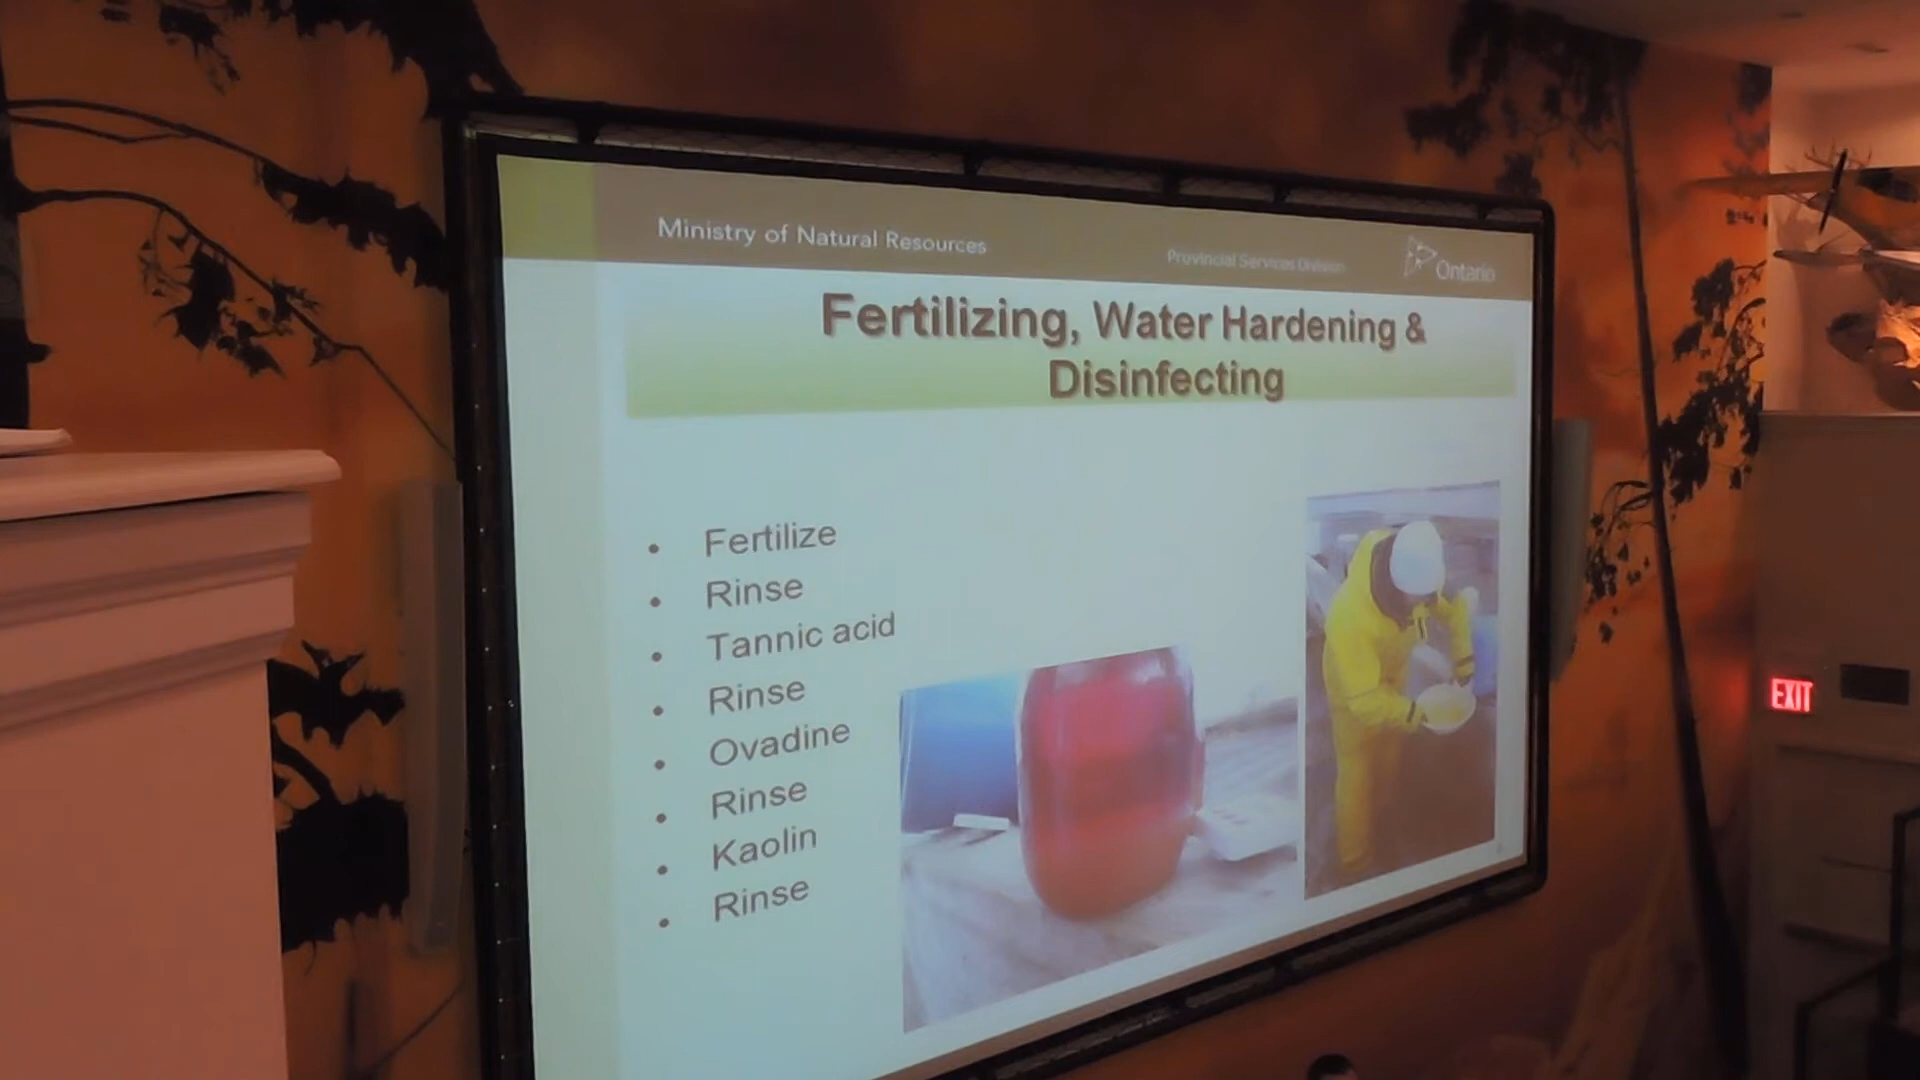 Ministry of Natural Resources
Provincial Services Division
Ontario
Fertilizing, Water Hardening &
Disinfecting
• Fertilize
• Rinse
• Tannic acid
• Rinse
• Ovadine
• Rinse
• Kaolin
• Rinse
EXIT